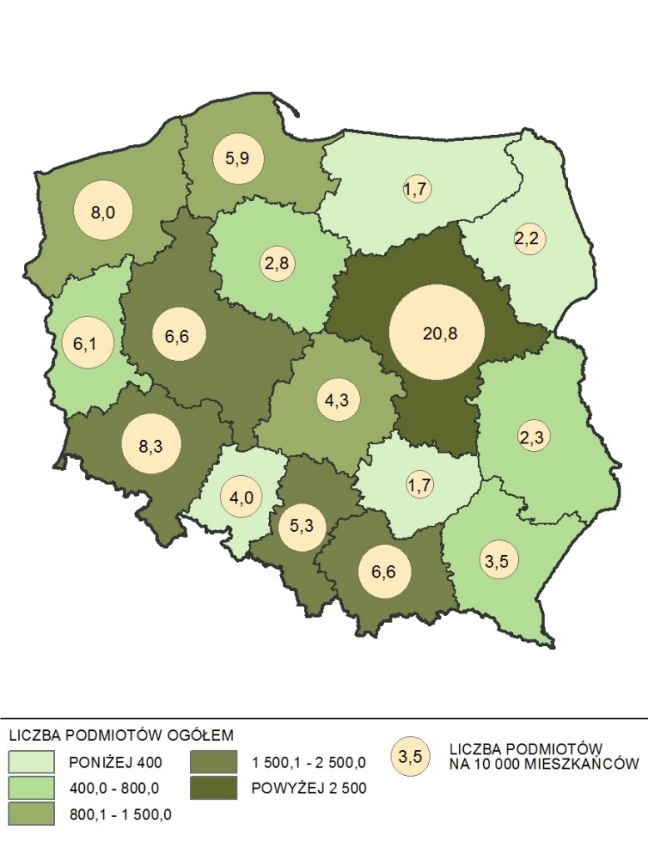 5,9
8,0
1,7
2,2
2,8
20,8
6,1
6,6
4,3
2,3
8,3
4,0
1,7
5,3
3,5
6,6
LICZBA PODMIOTÓW OGÓŁEM
PONIŻEJ 400
400,0 - 800,0
800,1 - 1 500,0
1 500,1 - 2 500,0
POWYŻEJ 2 500
3,5
LICZBA PODMIOTÓW
NA 10 000 MIESZKAŃCÓW